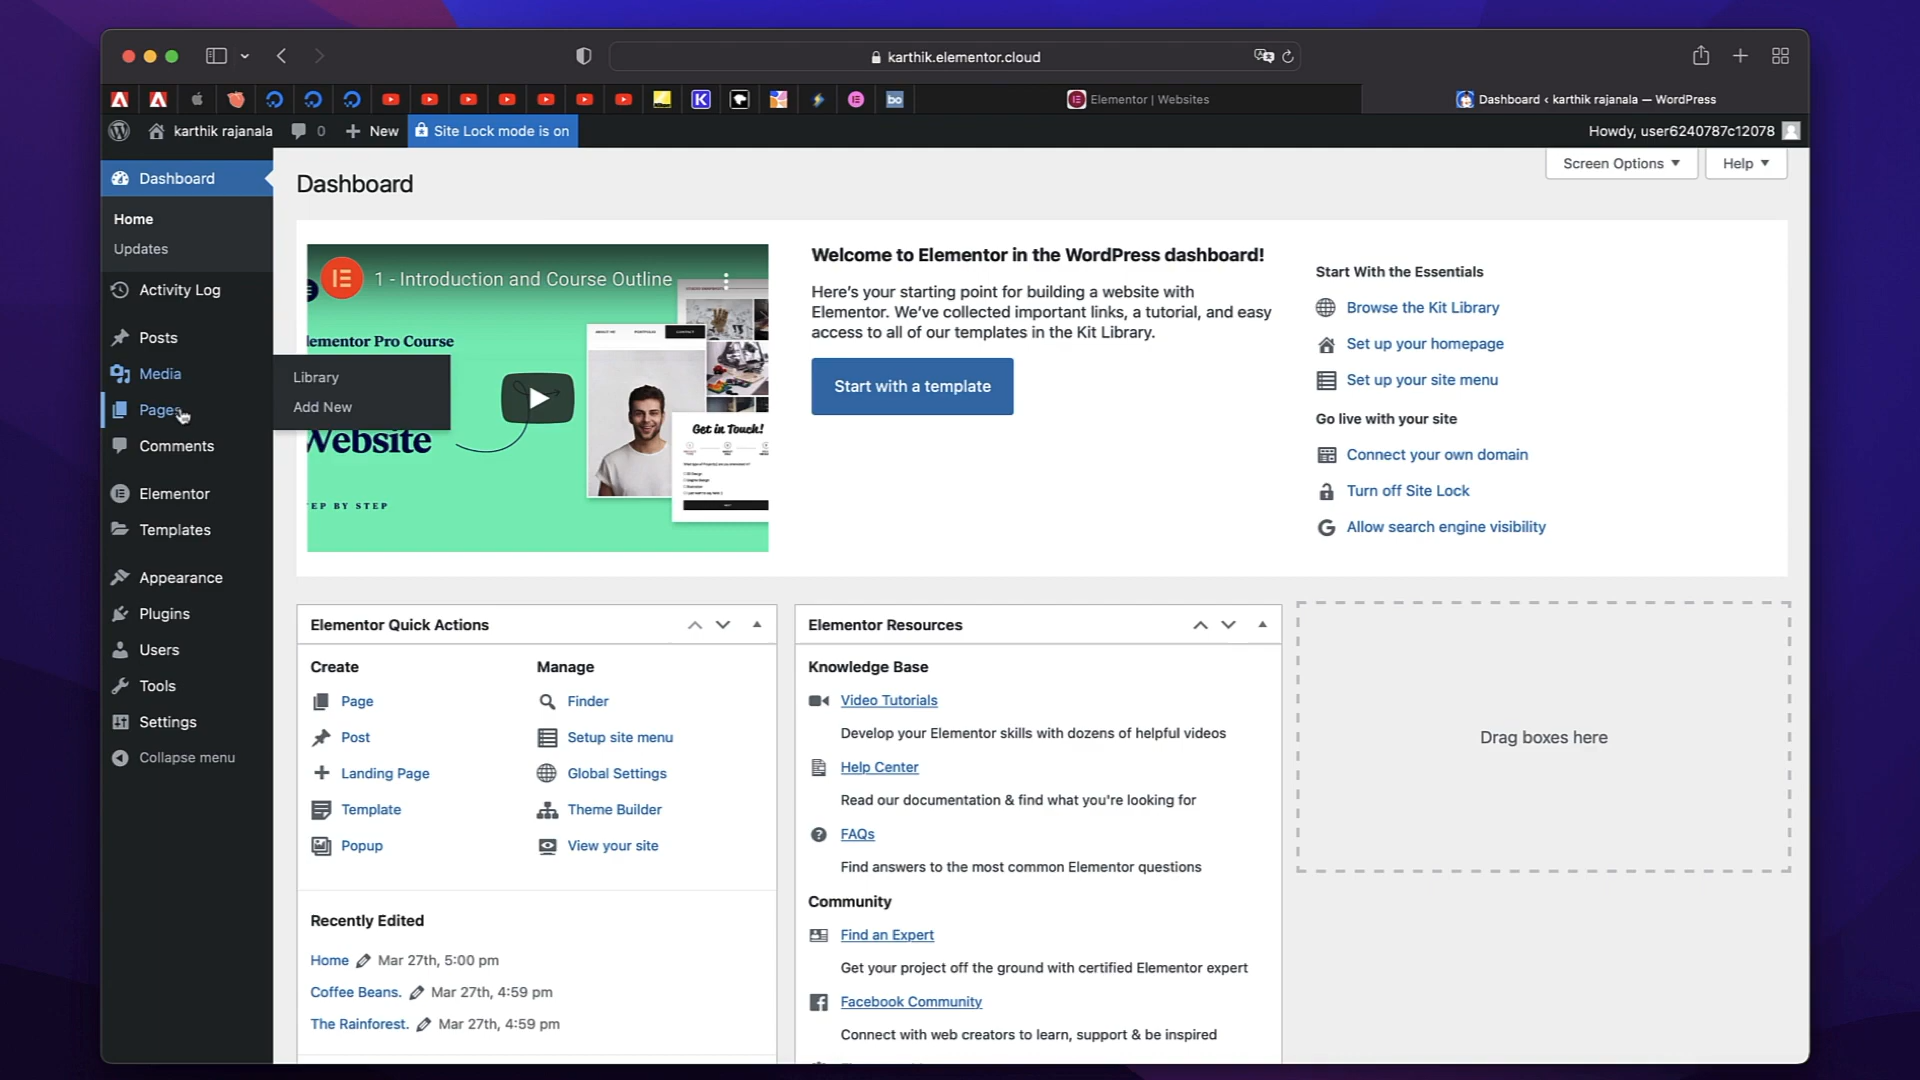 karthik.elementor.cloud
Elementor | Websites
Dashboard ‹ karthik rajanala — WordPress
karthik rajanala
0
New
Site Lock mode is on
Howdy, user6240787c12078
Dashboard
Home
Updates
Activity Log
Posts
Media
Library
Add New
Pages
Comments
Elementor
Templates
Appearance
Plugins
Users
Tools
Settings
Collapse menu
Dashboard
Screen Options
Help
1 - Introduction and Course Outline
lementor Pro Course
Website
EP BY STEP
Get in Touch!
Welcome to Elementor in the WordPress dashboard!
Here's your starting point for building a website with
Elementor. We've collected important links, a tutorial, and easy
access to all of our templates in the Kit Library.
Start with a template
Start With the Essentials
Browse the Kit Library
Set up your homepage
Set up your site menu
Go live with your site
Connect your own domain
Turn off Site Lock
Allow search engine visibility
Elementor Quick Actions
Create
Page
Post
Landing Page
Template
Popup
Manage
Finder
Setup site menu
Global Settings
Theme Builder
View your site
Recently Edited
Home Mar 27th, 5:00 pm
Coffee Beans. Mar 27th, 4:59 pm
The Rainforest. Mar 27th, 4:59 pm
Elementor Resources
Knowledge Base
Video Tutorials
Develop your Elementor skills with dozens of helpful videos
Help Center
Read our documentation & find what you're looking for
FAQs
Find answers to the most common Elementor questions
Community
Find an Expert
Get your project off the ground with certified Elementor expert
Facebook Community
Connect with web creators to learn, support & be inspired
Drag boxes here